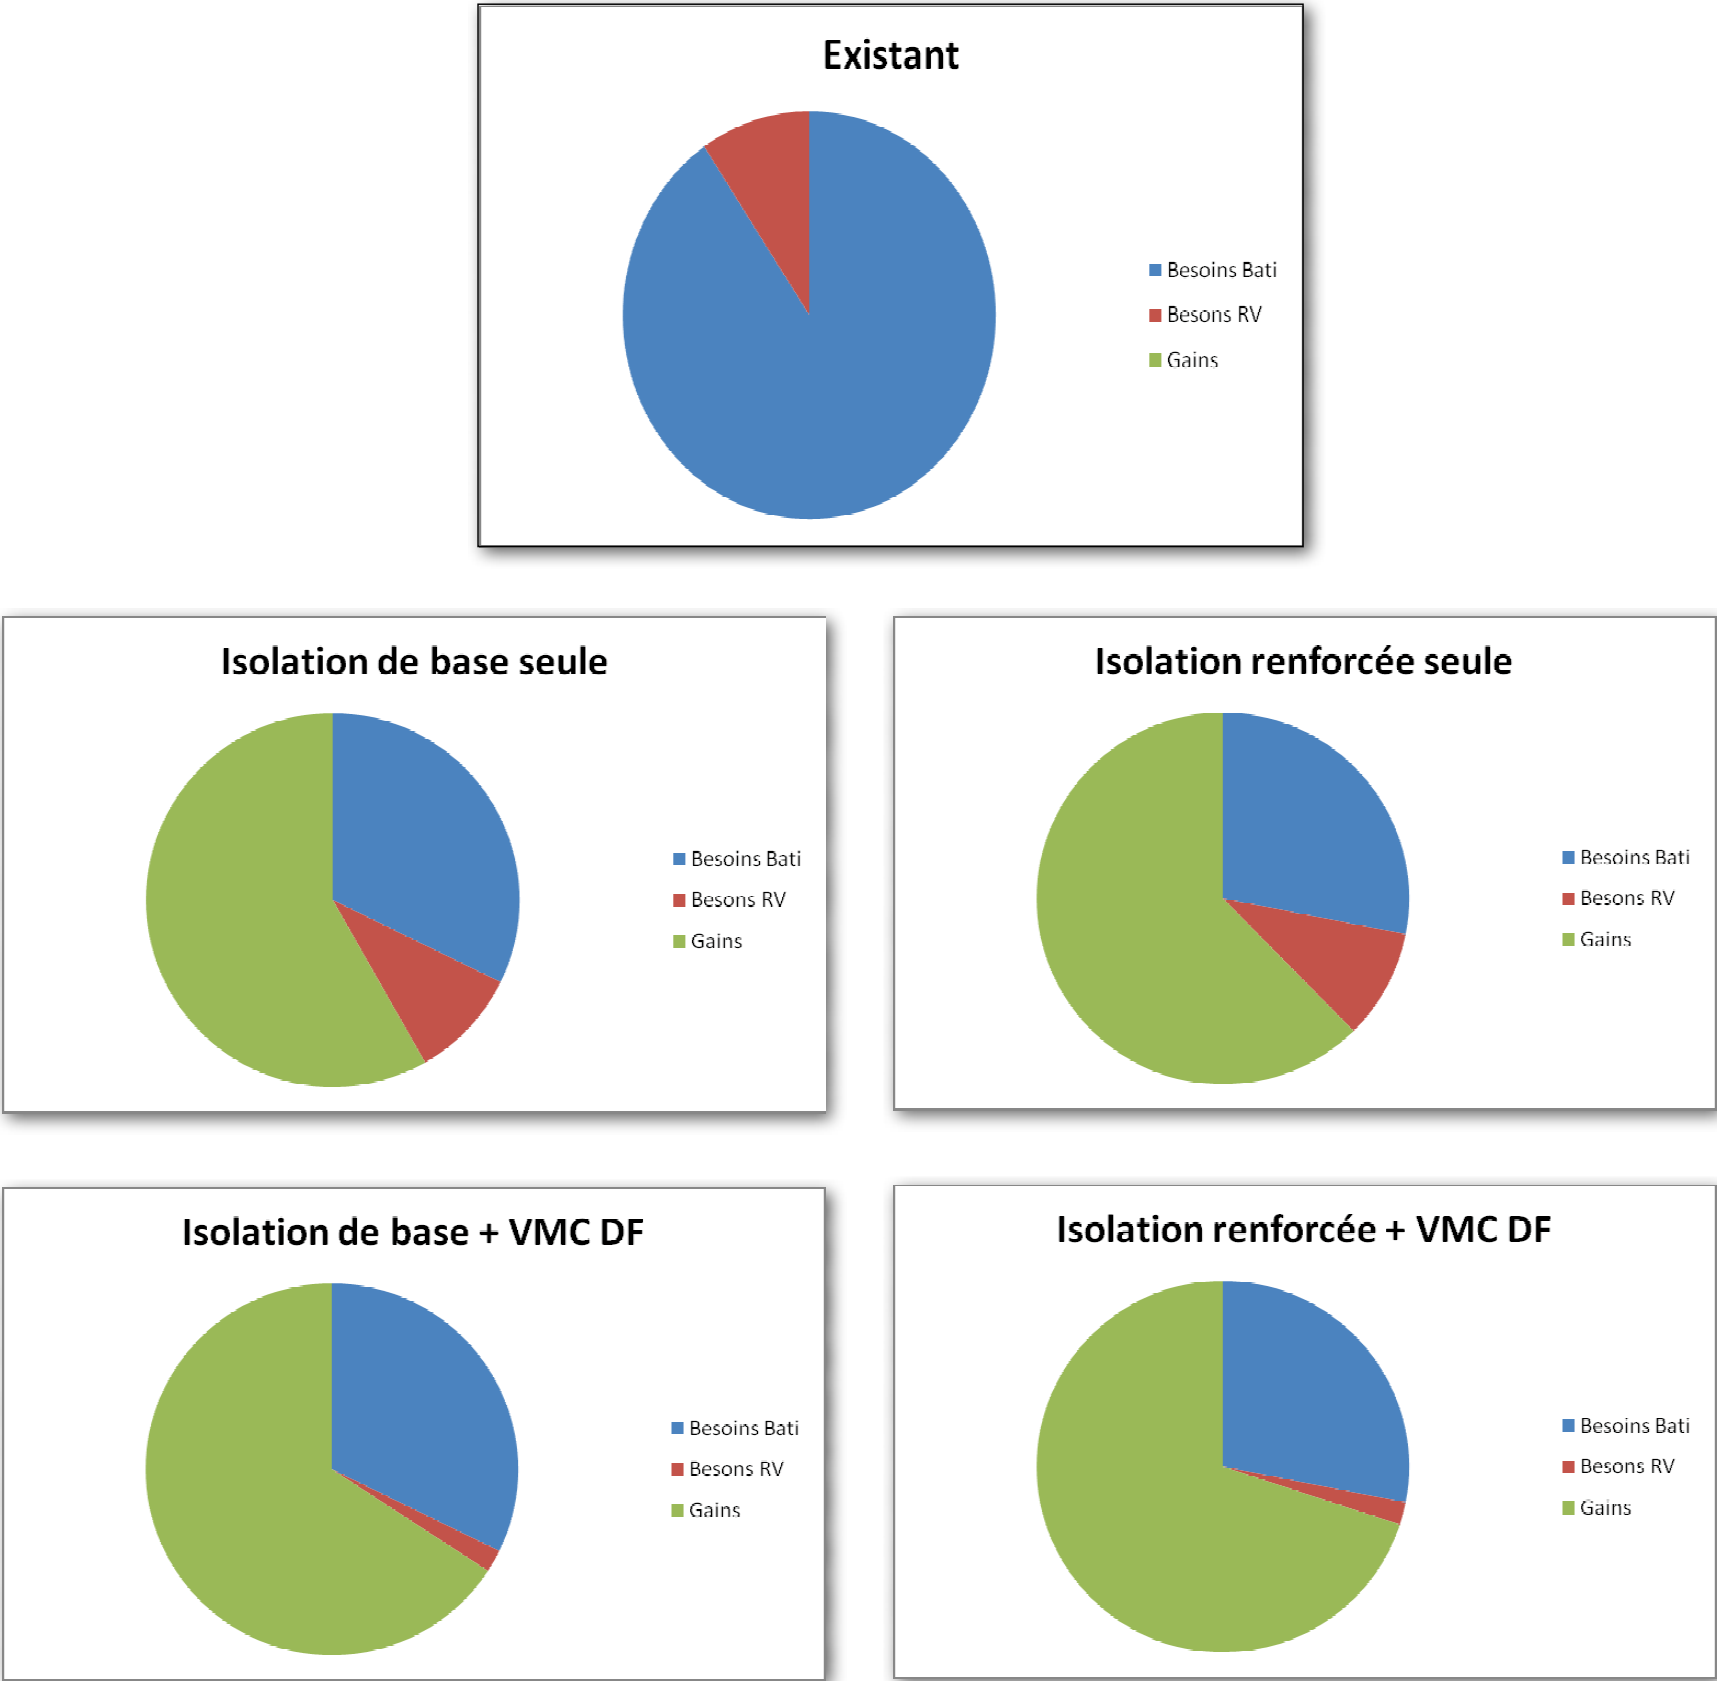 Existant
Besoins Bati
Besons RV
Gains
Isolation de base seule
Besoins Bati
Besons RV
Gains
Isolation renforcée seule
Besoins Bati
Besons RV
Gains
Isolation de base + VMC DF
Besoins Bati
Besons RV
Gains
Isolation renforcée + VMC DF
Besoins Bati
Besons RV
Gains